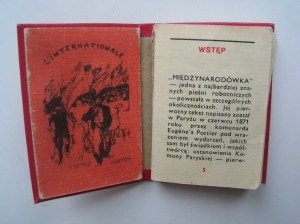 L'INTERNATIONALE
WSTĘP
„MIĘDZYNARODÓWKA”
— jedna z najbardziej zna-
nych pieśni robotniczych
— powstała w szczególnych
okolicznościach. Jej pier-
wotny tekst napisany został
w Paryżu w czerwcu 1871
roku przez komunarda
Eugène'a Pottier pod wra-
żeniem wydarzeń, jakich
sam był świadkiem i współ-
twórcą: ustanowienia Ko-
muny Paryskiej — pierw-
5